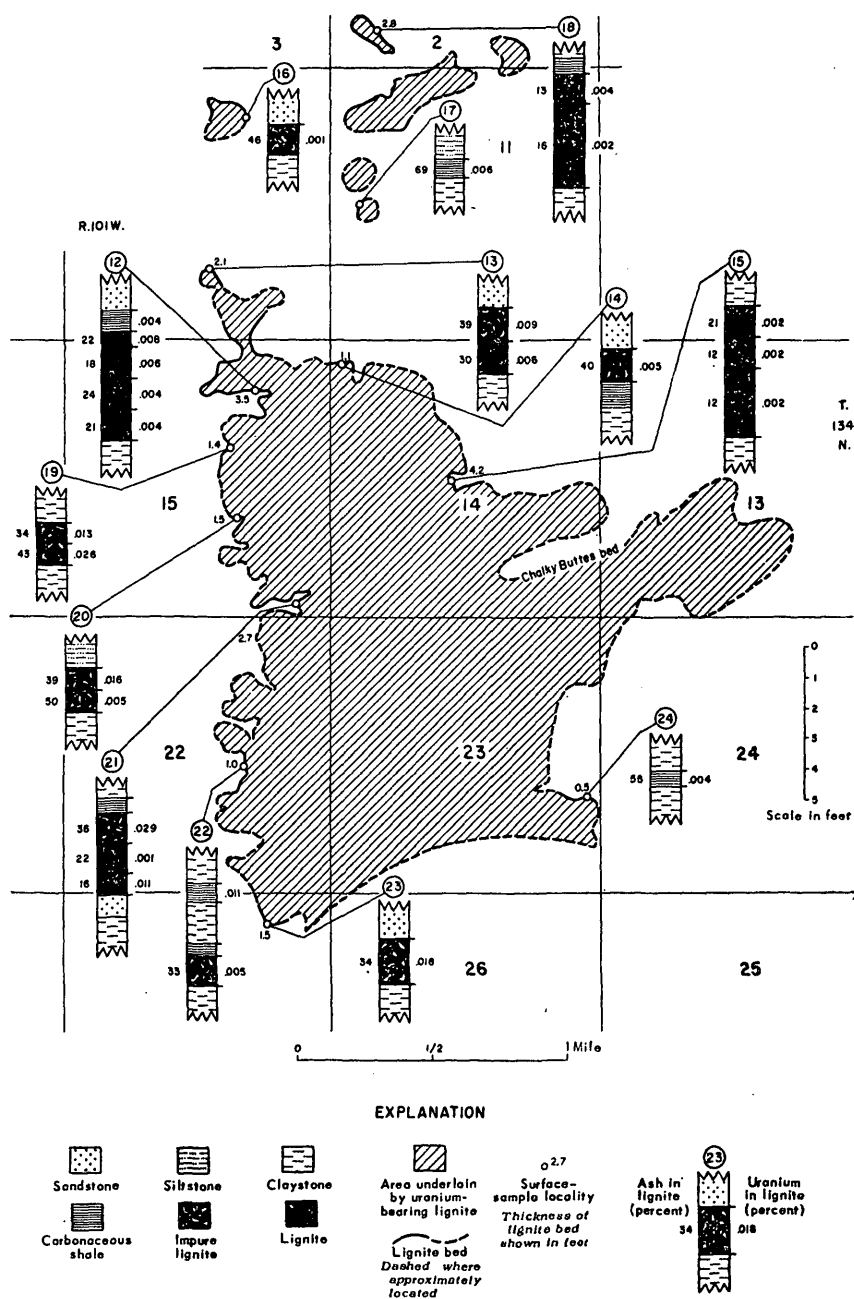 3
2
2.8
18
16
13 .004
17
46 .001
11
16 .002
69 .006
R.101W.
12
2.1
13
14
15
.004
22 .008
18 .006
24 .004
21 .004
39 .009
30 .006
1.1
40 .005
21 .002
12 .002
12 .002
3.5
T.
134
N.
1.4
4.2
19
15
14
13
1.5
34 .013
43 .026
Chalky Buttes bed
20
2.7
39 .016
50 .005
0
1
2
3
4
5
Scale in feet
24
22
23
24
21
1.0
0.5
.004
36 .029
22 .001
16 .011
22
.011
33 .005
23
1.5
34 .018
26
25
0 1/2 1 Mile
EXPLANATION
Sandstone
Siltstone
Claystone
Area underlain
by uranium-
bearing lignite
2.7
Surface-
sample locality
Thickness of
lignite bed
shown in feet
23
Ash in
lignite
(percent)
Uranium
in lignite
(percent)
34 .018
Carbonaceous
shale
Impure
lignite
Lignite
Lignite bed
Dashed where
approximately
located